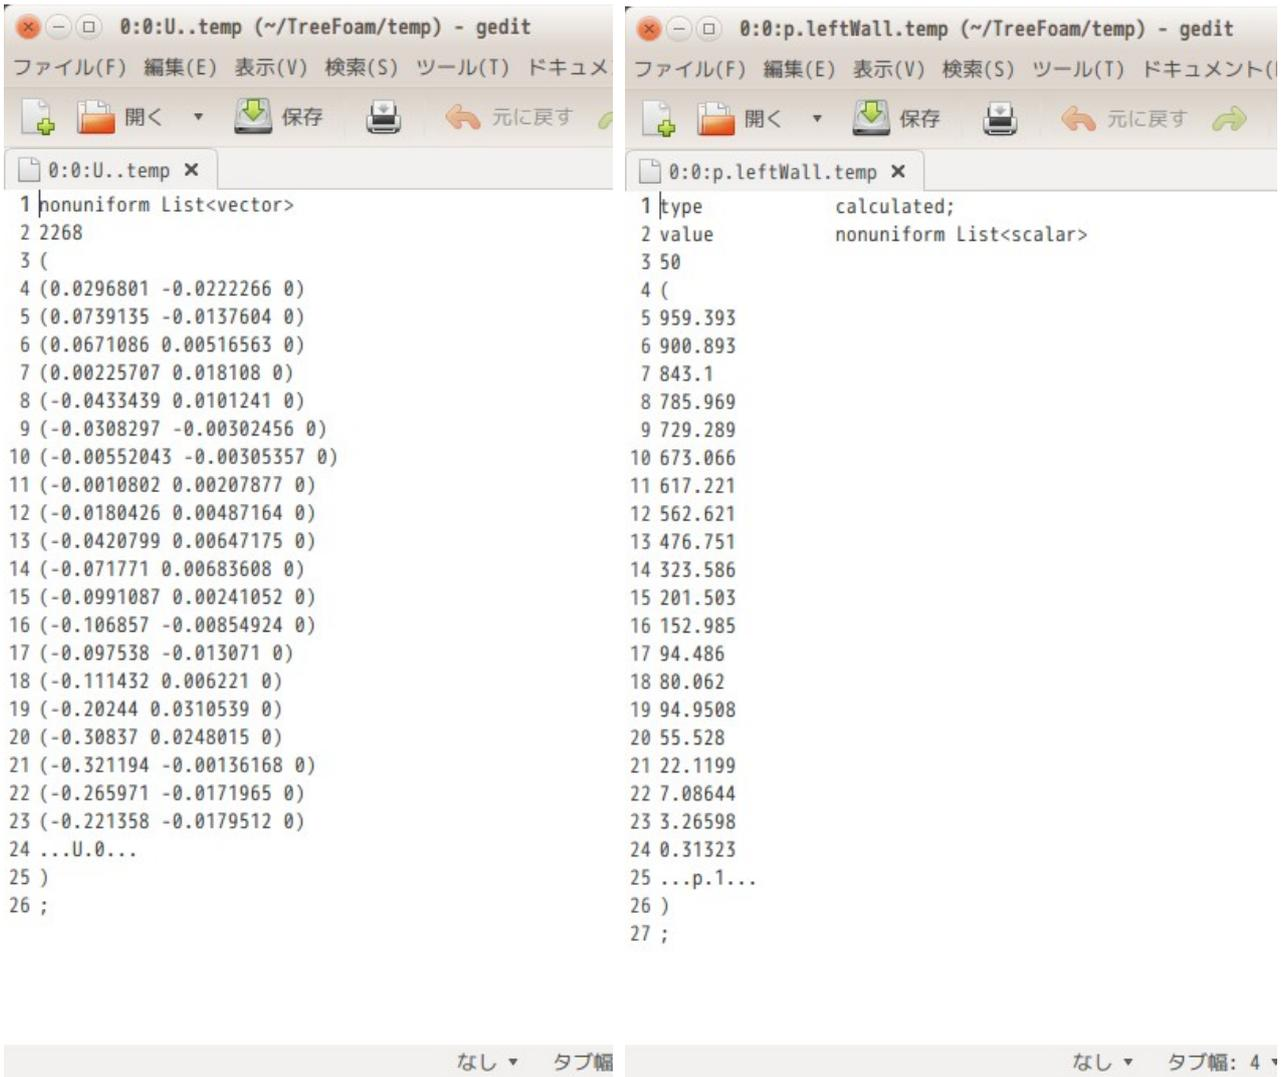 0:0:U..temp (~/TreeFoam/temp) - gedit
ファイル(F) 編集(E) 表示(V) 検索(S) ツール(T) ドキュメ
開く 保存 元に戻す
0:0:U..temp ×
1 nonuniform List<vector>
2 2268
3 (
4 (0.0296801 -0.0222266 0)
5 (0.0739135 -0.0137604 0)
6 (0.0671086 0.00516563 0)
7 (0.00225707 0.018108 0)
8 (-0.0433439 0.0101241 0)
9 (-0.0308297 -0.00302456 0)
10 (-0.00552043 -0.00305357 0)
11 (-0.0010802 0.00207877 0)
12 (-0.0180426 0.00487164 0)
13 (-0.0420799 0.00647175 0)
14 (-0.071771 0.00683608 0)
15 (-0.0991087 0.00241052 0)
16 (-0.106857 -0.00854924 0)
17 (-0.097538 -0.013071 0)
18 (-0.111432 0.006221 0)
19 (-0.20244 0.0310539 0)
20 (-0.30837 0.0248015 0)
21 (-0.321194 -0.00136168 0)
22 (-0.265971 -0.0171965 0)
23 (-0.221358 -0.0179512 0)
24 ...U.0...
25 )
26 ;
なし タブ幅
0:0:p.leftWall.temp (~/TreeFoam/temp) - gedit
ファイル(F) 編集(E) 表示(V) 検索(S) ツール(T) ドキュメント(
開く 保存 元に戻す
0:0:p.leftWall.temp ×
1 type calculated;
2 value nonuniform List<scalar>
3 50
4 (
5 959.393
6 900.893
7 843.1
8 785.969
9 729.289
10 673.066
11 617.221
12 562.621
13 476.751
14 323.586
15 201.503
16 152.985
17 94.486
18 80.062
19 94.9508
20 55.528
21 22.1199
22 7.08644
23 3.26598
24 0.31323
25 ...p.1...
26 )
27 ;
なし タブ幅: 4